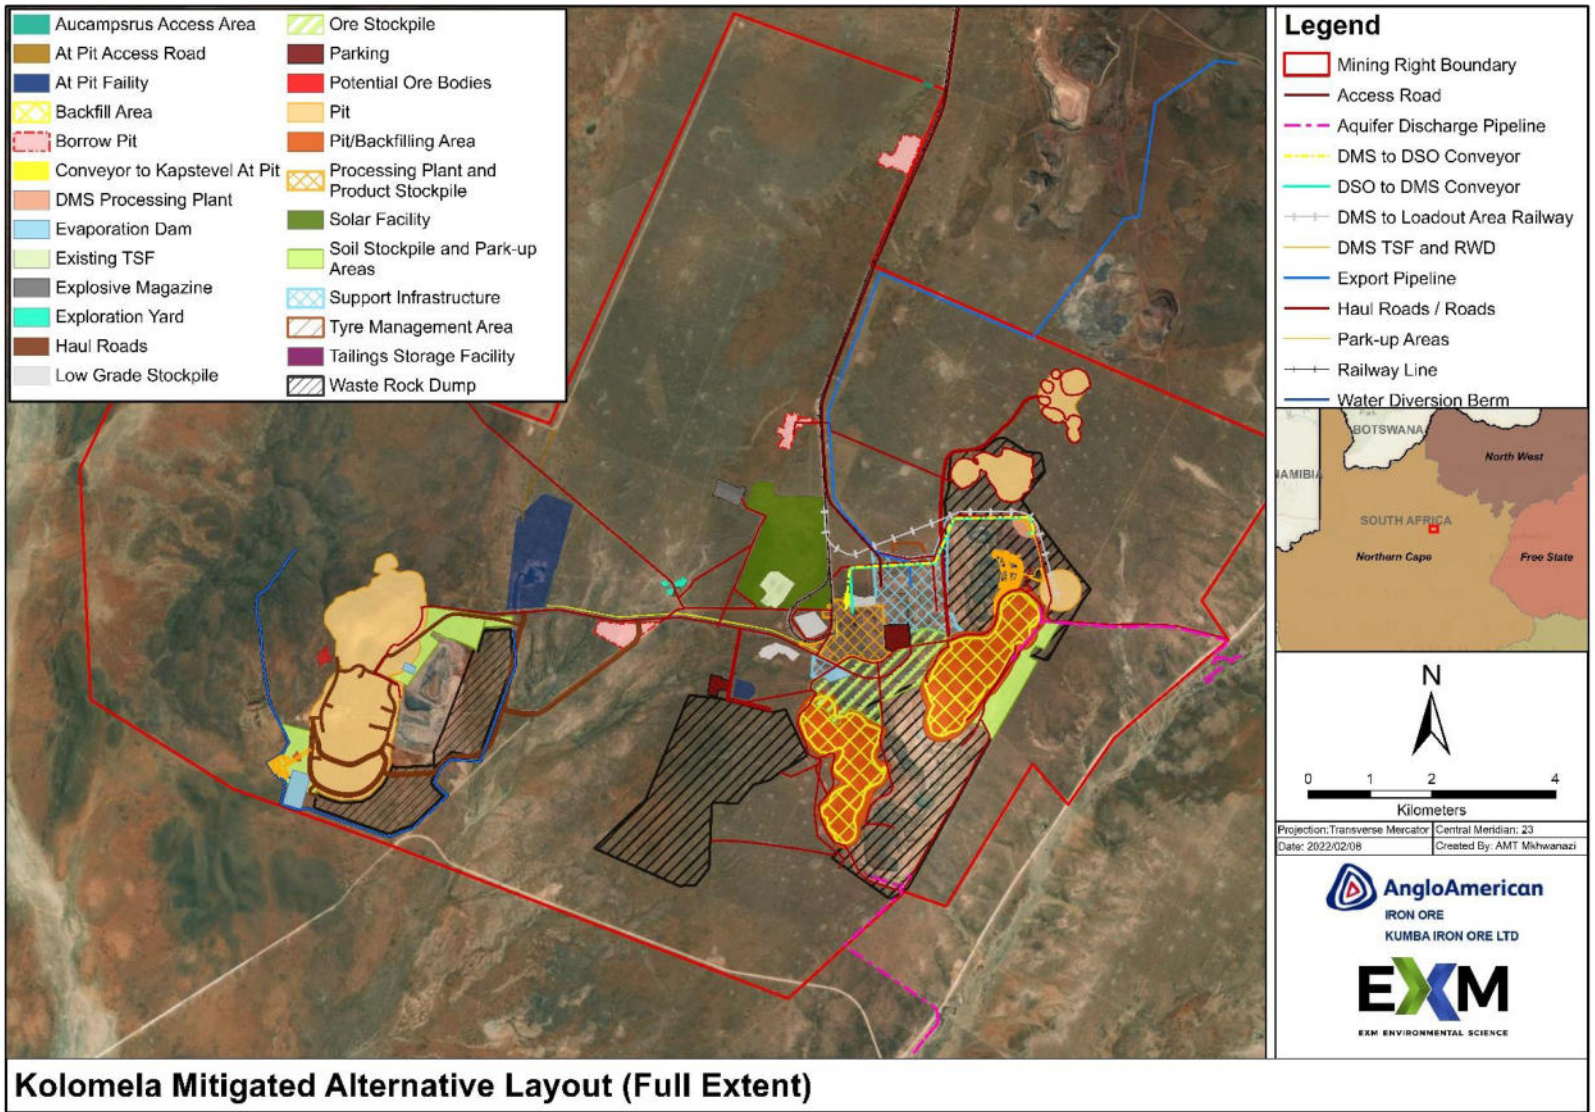 Aucampsrus Access Area
At Pit Access Road
At Pit Faility
Backfill Area
Borrow Pit
Conveyor to Kapstevel At Pit
DMS Processing Plant
Evaporation Dam
Existing TSF
Explosive Magazine
Exploration Yard
Haul Roads
Low Grade Stockpile
Ore Stockpile
Parking
Potential Ore Bodies
Pit
Pit/Backfilling Area
Processing Plant and
Product Stockpile
Solar Facility
Soil Stockpile and Park-up
Areas
Support Infrastructure
Tyre Management Area
Tailings Storage Facility
Waste Rock Dump
Legend
Mining Right Boundary
Access Road
Aquifer Discharge Pipeline
DMS to DSO Conveyor
DSO to DMS Conveyor
DMS to Loadout Area Railway
DMS TSF and RWD
Export Pipeline
Haul Roads / Roads
Park-up Areas
Railway Line
Water Diversion Berm
BOTSWANA
North West
NAMIBIA
SOUTH AFRICA
Northern Cape
Free State
N
0 1 2 4
Kilometers
Projection:Transverse Mercator Central Meridian: 23
Date: 2022/02/08 Created By: AMT Mkhwanazi
AngloAmerican
IRON ORE
KUMBA IRON ORE LTD
EXM
EXM ENVIRONMENTAL SCIENCE
Kolomela Mitigated Alternative Layout (Full Extent)